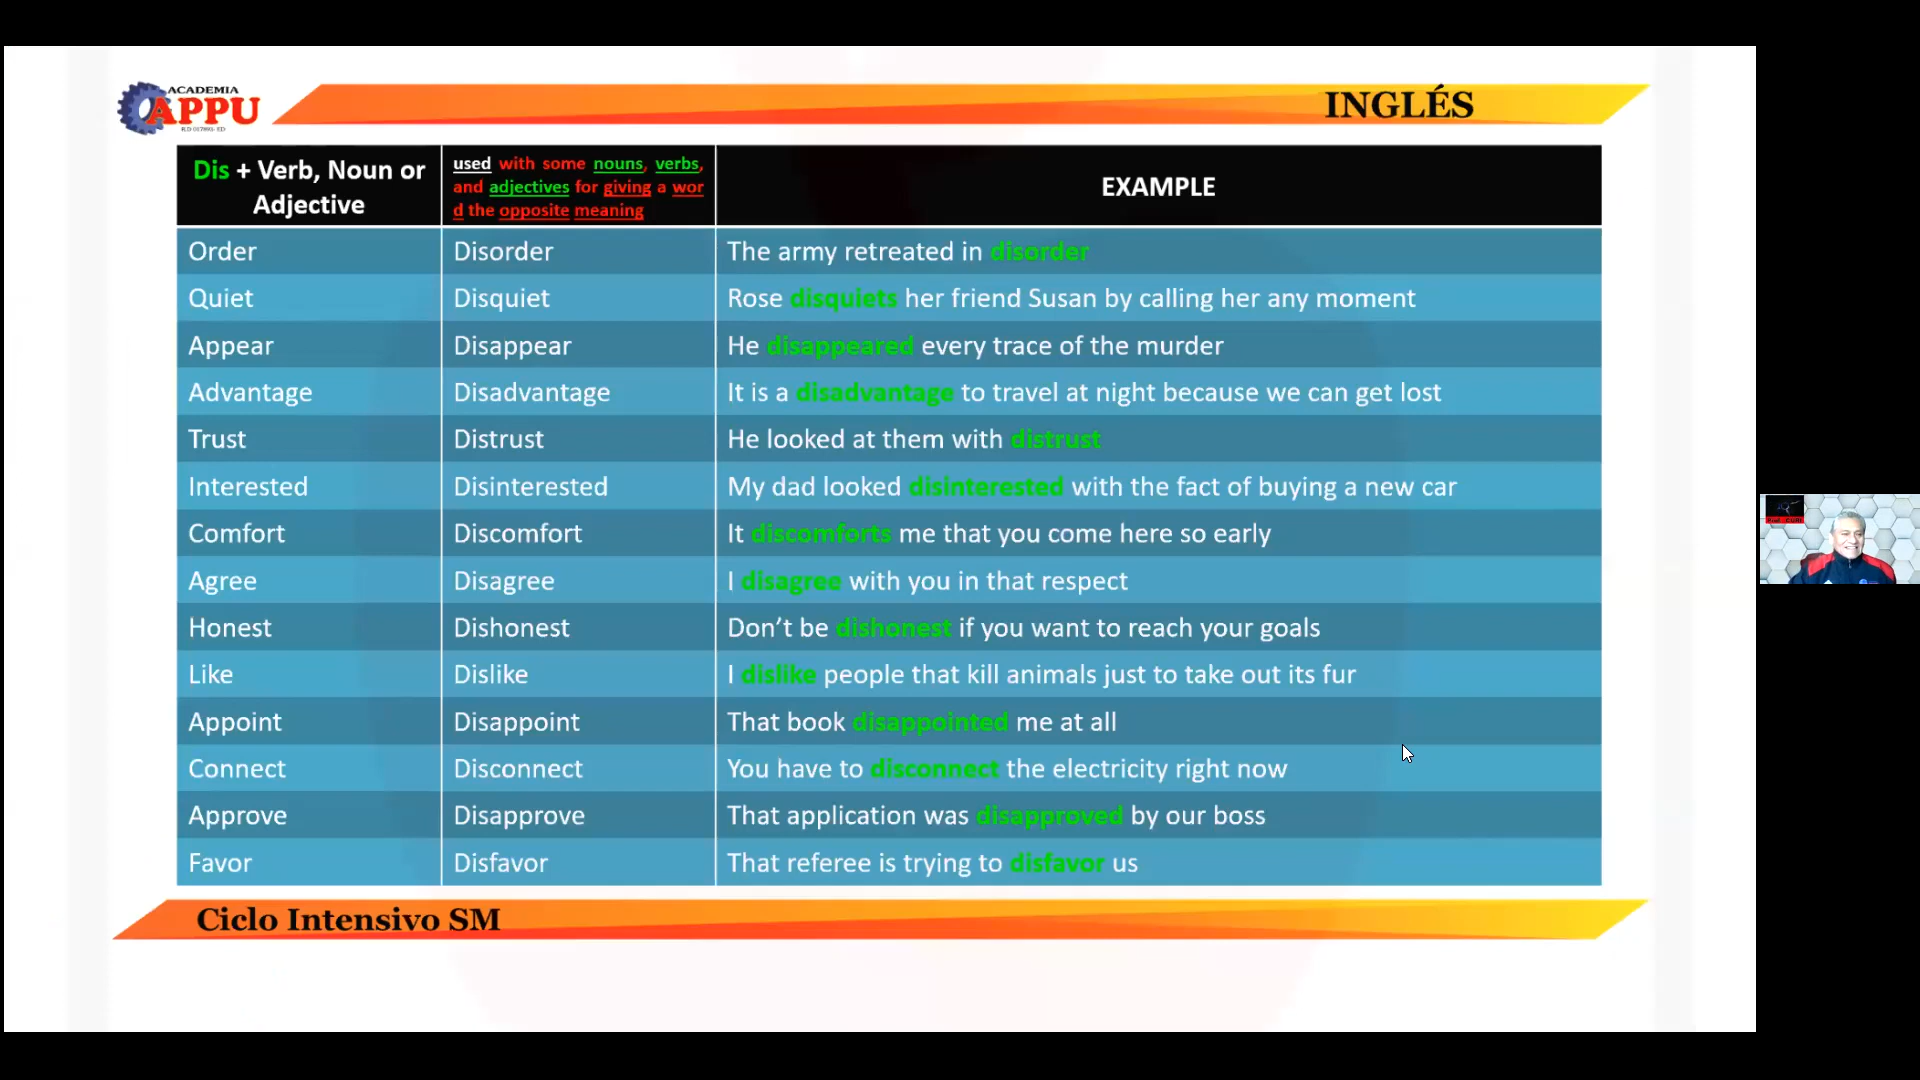 ACADEMIA
APPU
INGLÉS
Dis + Verb, Noun or
Adjective
used with some nouns, verbs,
and adjectives for giving a wor
d the opposite meaning
EXAMPLE
Order Disorder The army retreated in disorder
Quiet Disquiet Rose disquiets her friend Susan by calling her any moment
Appear Disappear He disappeared every trace of the murder
Advantage Disadvantage It is a disadvantage to travel at night because we can get lost
Trust Distrust He looked at them with distrust
Interested Disinterested My dad looked disinterested with the fact of buying a new car
Comfort Discomfort It discomforts me that you come here so early
Agree Disagree I disagree with you in that respect
Honest Dishonest Don’t be dishonest if you want to reach your goals
Like Dislike I dislike people that kill animals just to take out its fur
Appoint Disappoint That book disappointed me at all
Connect Disconnect You have to disconnect the electricity right now
Approve Disapprove That application was disapproved by our boss
Favor Disfavor That referee is trying to disfavor us
Ciclo Intensivo SM